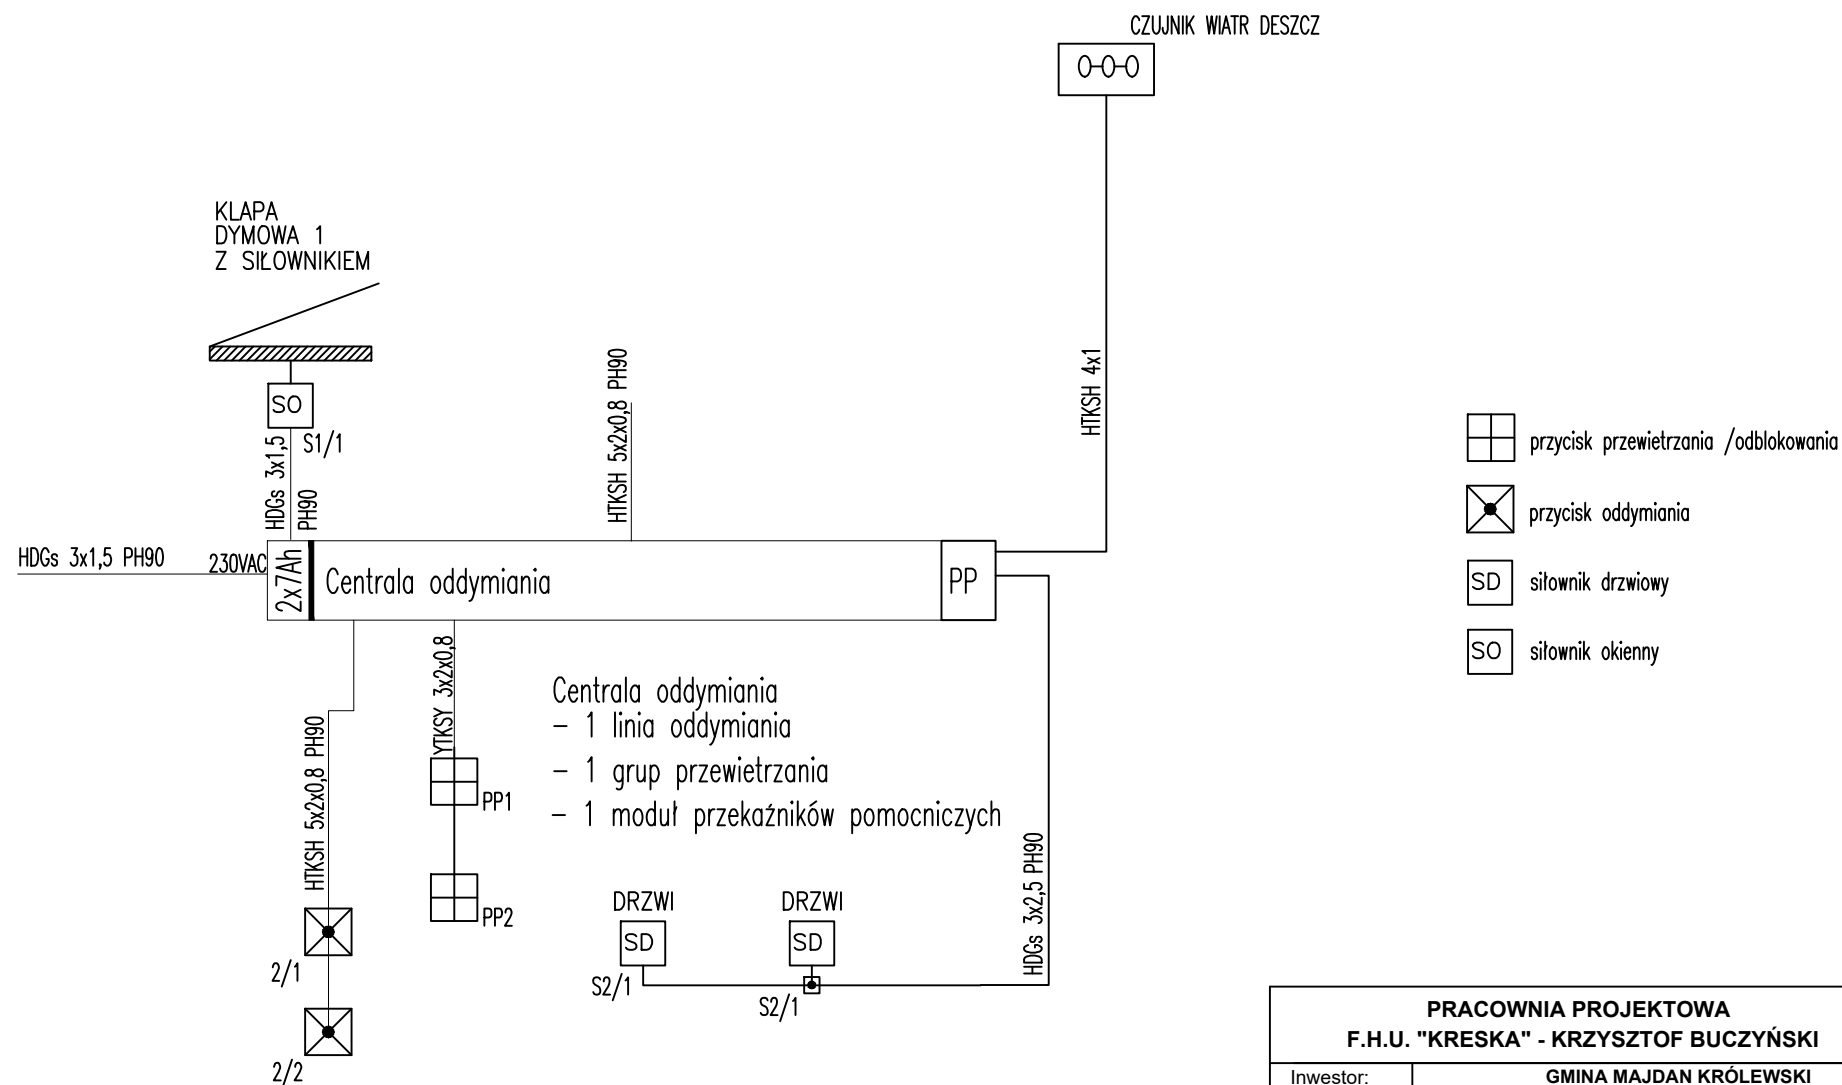 CZUJNIK WIATR DESZCZ
KLAPA
DYMOWA 1
Z SIŁOWNIKIEM
SO
S1/1
HDGs 3x1,5
PH90
HTKSH 5x2x0,8 PH90
HTKSH 4x1
HDGs 3x1,5 PH90
230VAC
2x7Ah
Centrala oddymiania
PP
przycisk przewietrzania /odblokowania
przycisk oddymiania
SD siłownik drzwiowy
SO siłownik okienny
HTKSH 5x2x0,8 PH90
YTKSY 3x2x0,8
PP1
PP2
2/1
2/2
Centrala oddymiania
– 1 linia oddymiania
– 1 grup przewietrzania
– 1 moduł przekaźników pomocniczych
DRZWI
SD
S2/1
DRZWI
SD
S2/1
HDGs 3x2,5 PH90
PRACOWNIA PROJEKTOWA
F.H.U. "KRESKA" - KRZYSZTOF BUCZYŃSKI
Inwestor: GMINA MAJDAN KRÓLEWSKI